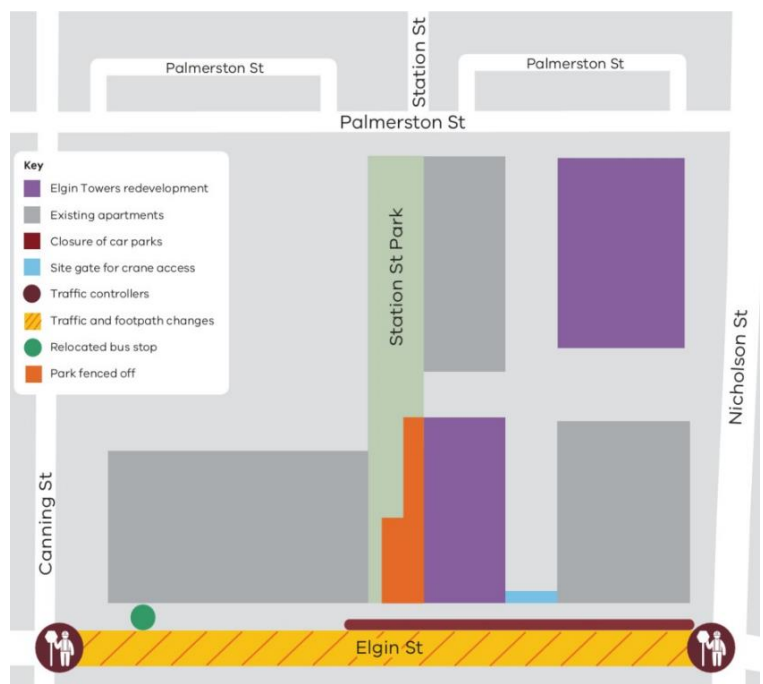 Station St
Palmerston St
Palmerston St
Palmerston St
Key
Elgin Towers redevelopment
Existing apartments
Closure of car parks
Site gate for crane access
Traffic controllers
Traffic and footpath changes
Relocated bus stop
Park fenced off
Station St Park
Nicholson St
Canning St
Elgin St